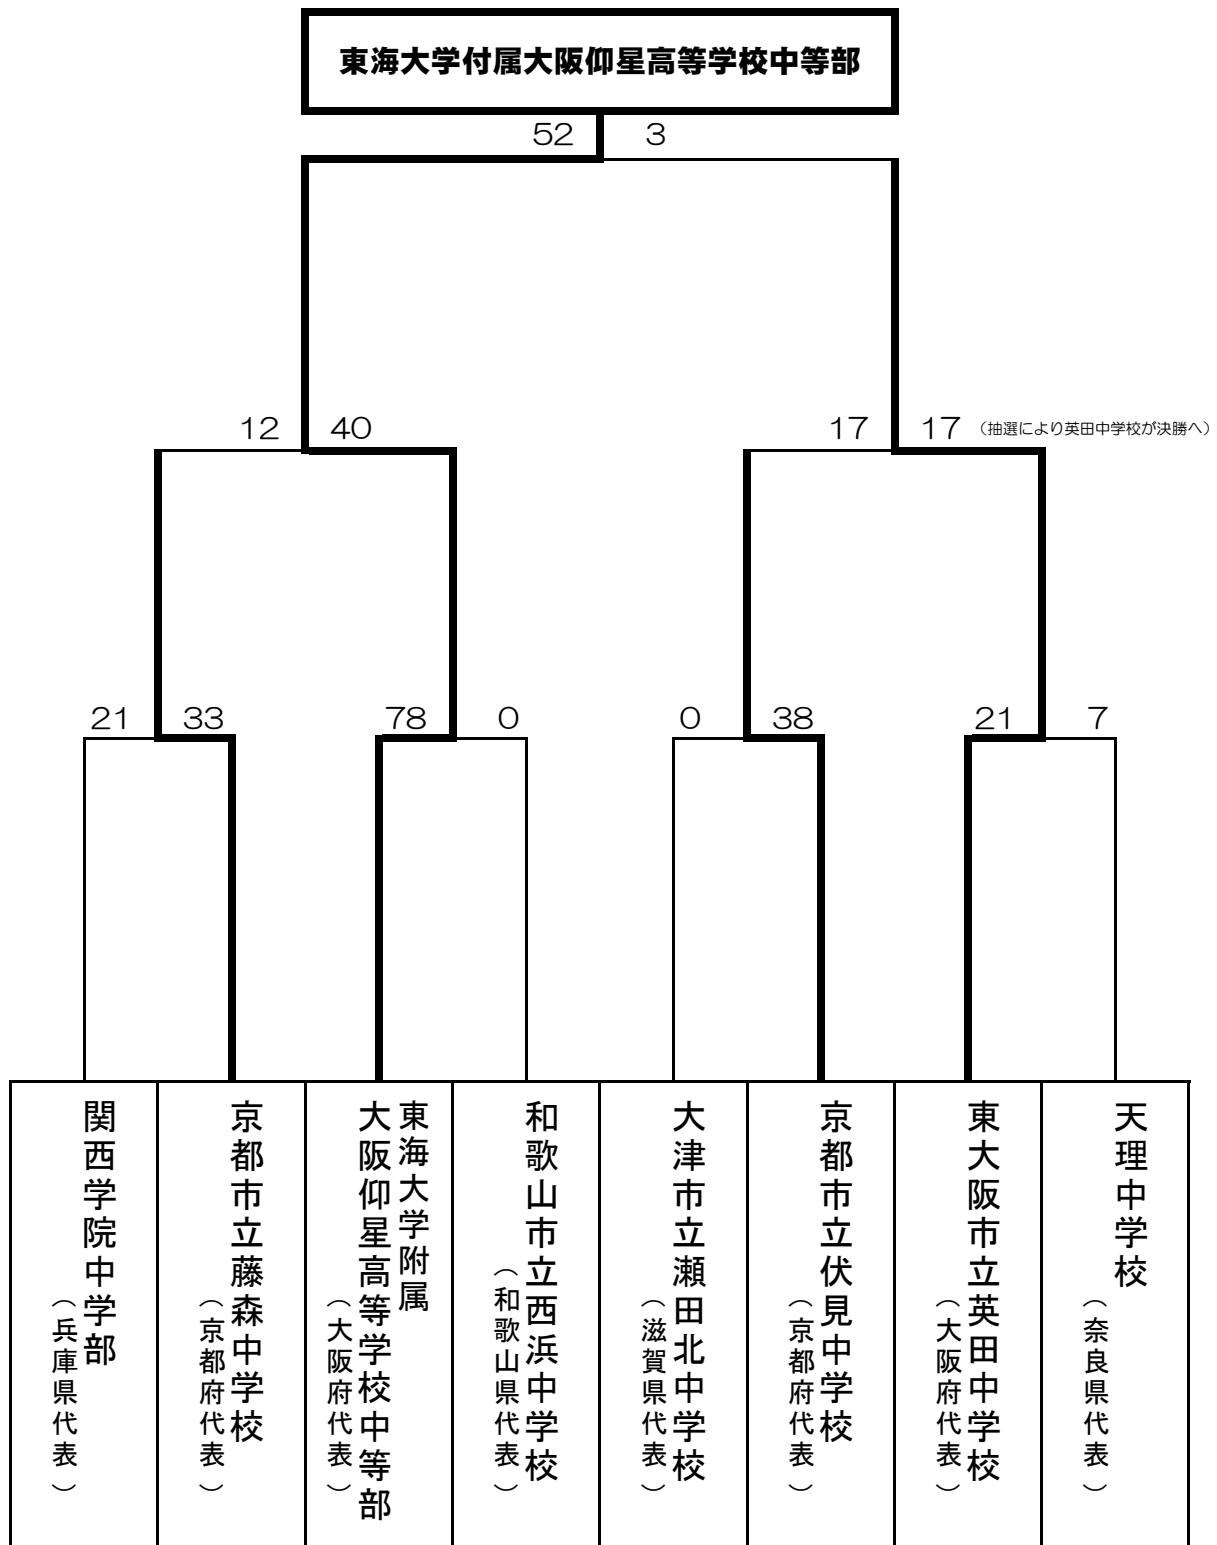 東海大学付属大阪仰星高等学校中等部
52 3
12 40 17 17 （抽選により英田中学校が決勝へ）
21 33 78 0 0 38 21 7
関西学院中学部
（兵庫県代表）
京都市立藤森中学校
（京都府代表）
東海大学附属
大阪仰星高等学校中等部
（大阪府代表）
和歌山市立西浜中学校
（和歌山県代表）
大津市立瀬田北中学校
（滋賀県代表）
京都市立伏見中学校
（京都府代表）
東大阪市立英田中学校
（大阪府代表）
天理中学校
（奈良県代表）